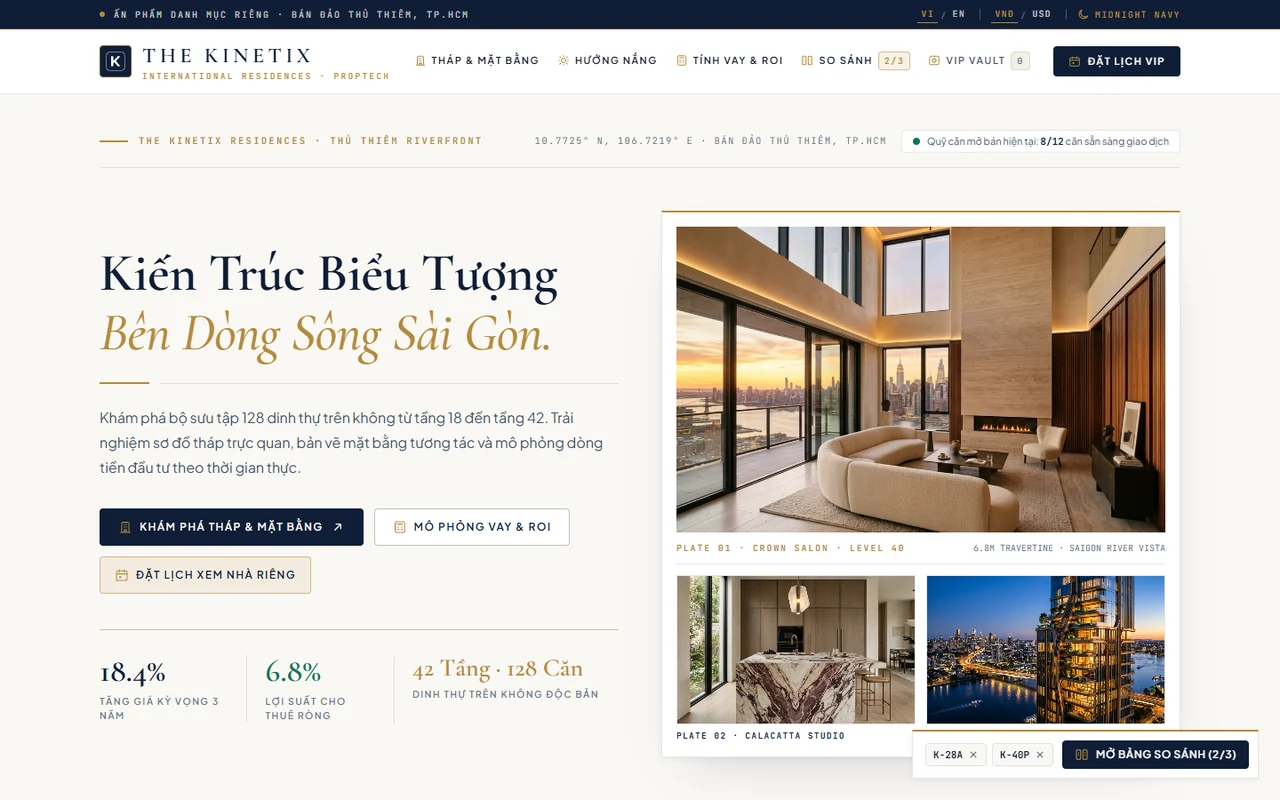 ẤN PHẨM DANH MỤC RIÊNG · BÁN ĐẢO THỦ THIÊM, TP.HCM
VI / EN | VNĐ / USD | MIDNIGHT NAVY
K THE KINETIX
INTERNATIONAL RESIDENCES · PROPTECH
THÁP & MẶT BẰNG HƯỚNG NẮNG TÍNH VAY & ROI SO SÁNH 2/3 VIP VAULT 0 ĐẶT LỊCH VIP
THE KINETIX RESIDENCES · THỦ THIÊM RIVERFRONT
10.7725° N, 106.7219° E · BÁN ĐẢO THỦ THIÊM, TP.HCM
Quỹ căn mở bán hiện tại: 8/12 căn sẵn sàng giao dịch
Kiến Trúc Biểu Tượng
Bên Dòng Sông Sài Gòn.
Khám phá bộ sưu tập 128 dinh thự trên không từ tầng 18 đến tầng 42. Trải
nghiệm sơ đồ tháp trực quan, bản vẽ mặt bằng tương tác và mô phỏng dòng
tiền đầu tư theo thời gian thực.
KHÁM PHÁ THÁP & MẶT BẰNG ↗
MÔ PHỎNG VAY & ROI
ĐẶT LỊCH XEM NHÀ RIÊNG
18.4%
TĂNG GIÁ KỲ VỌNG 3
NĂM
6.8%
LỢI SUẤT CHO
THUÊ RÒNG
42 Tầng · 128 Căn
DINH THỰ TRÊN KHÔNG ĐỘC BẢN
PLATE 01 · CROWN SALON · LEVEL 40
6.8M TRAVERTINE · SAIGON RIVER VISTA
PLATE 02 · CALACATTA STUDIO
K-28A ×
K-40P ×
MỞ BẢNG SO SÁNH (2/3)